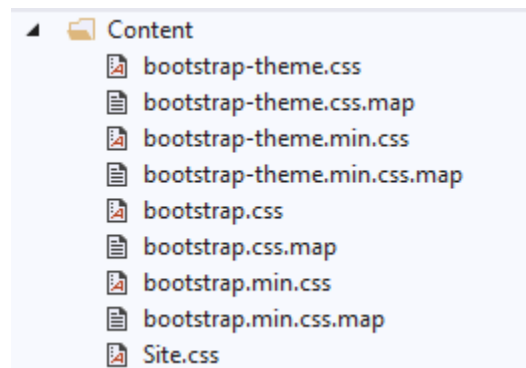 Content
bootstrap-theme.css
bootstrap-theme.css.map
bootstrap-theme.min.css
bootstrap-theme.min.css.map
bootstrap.css
bootstrap.css.map
bootstrap.min.css
bootstrap.min.css.map
Site.css